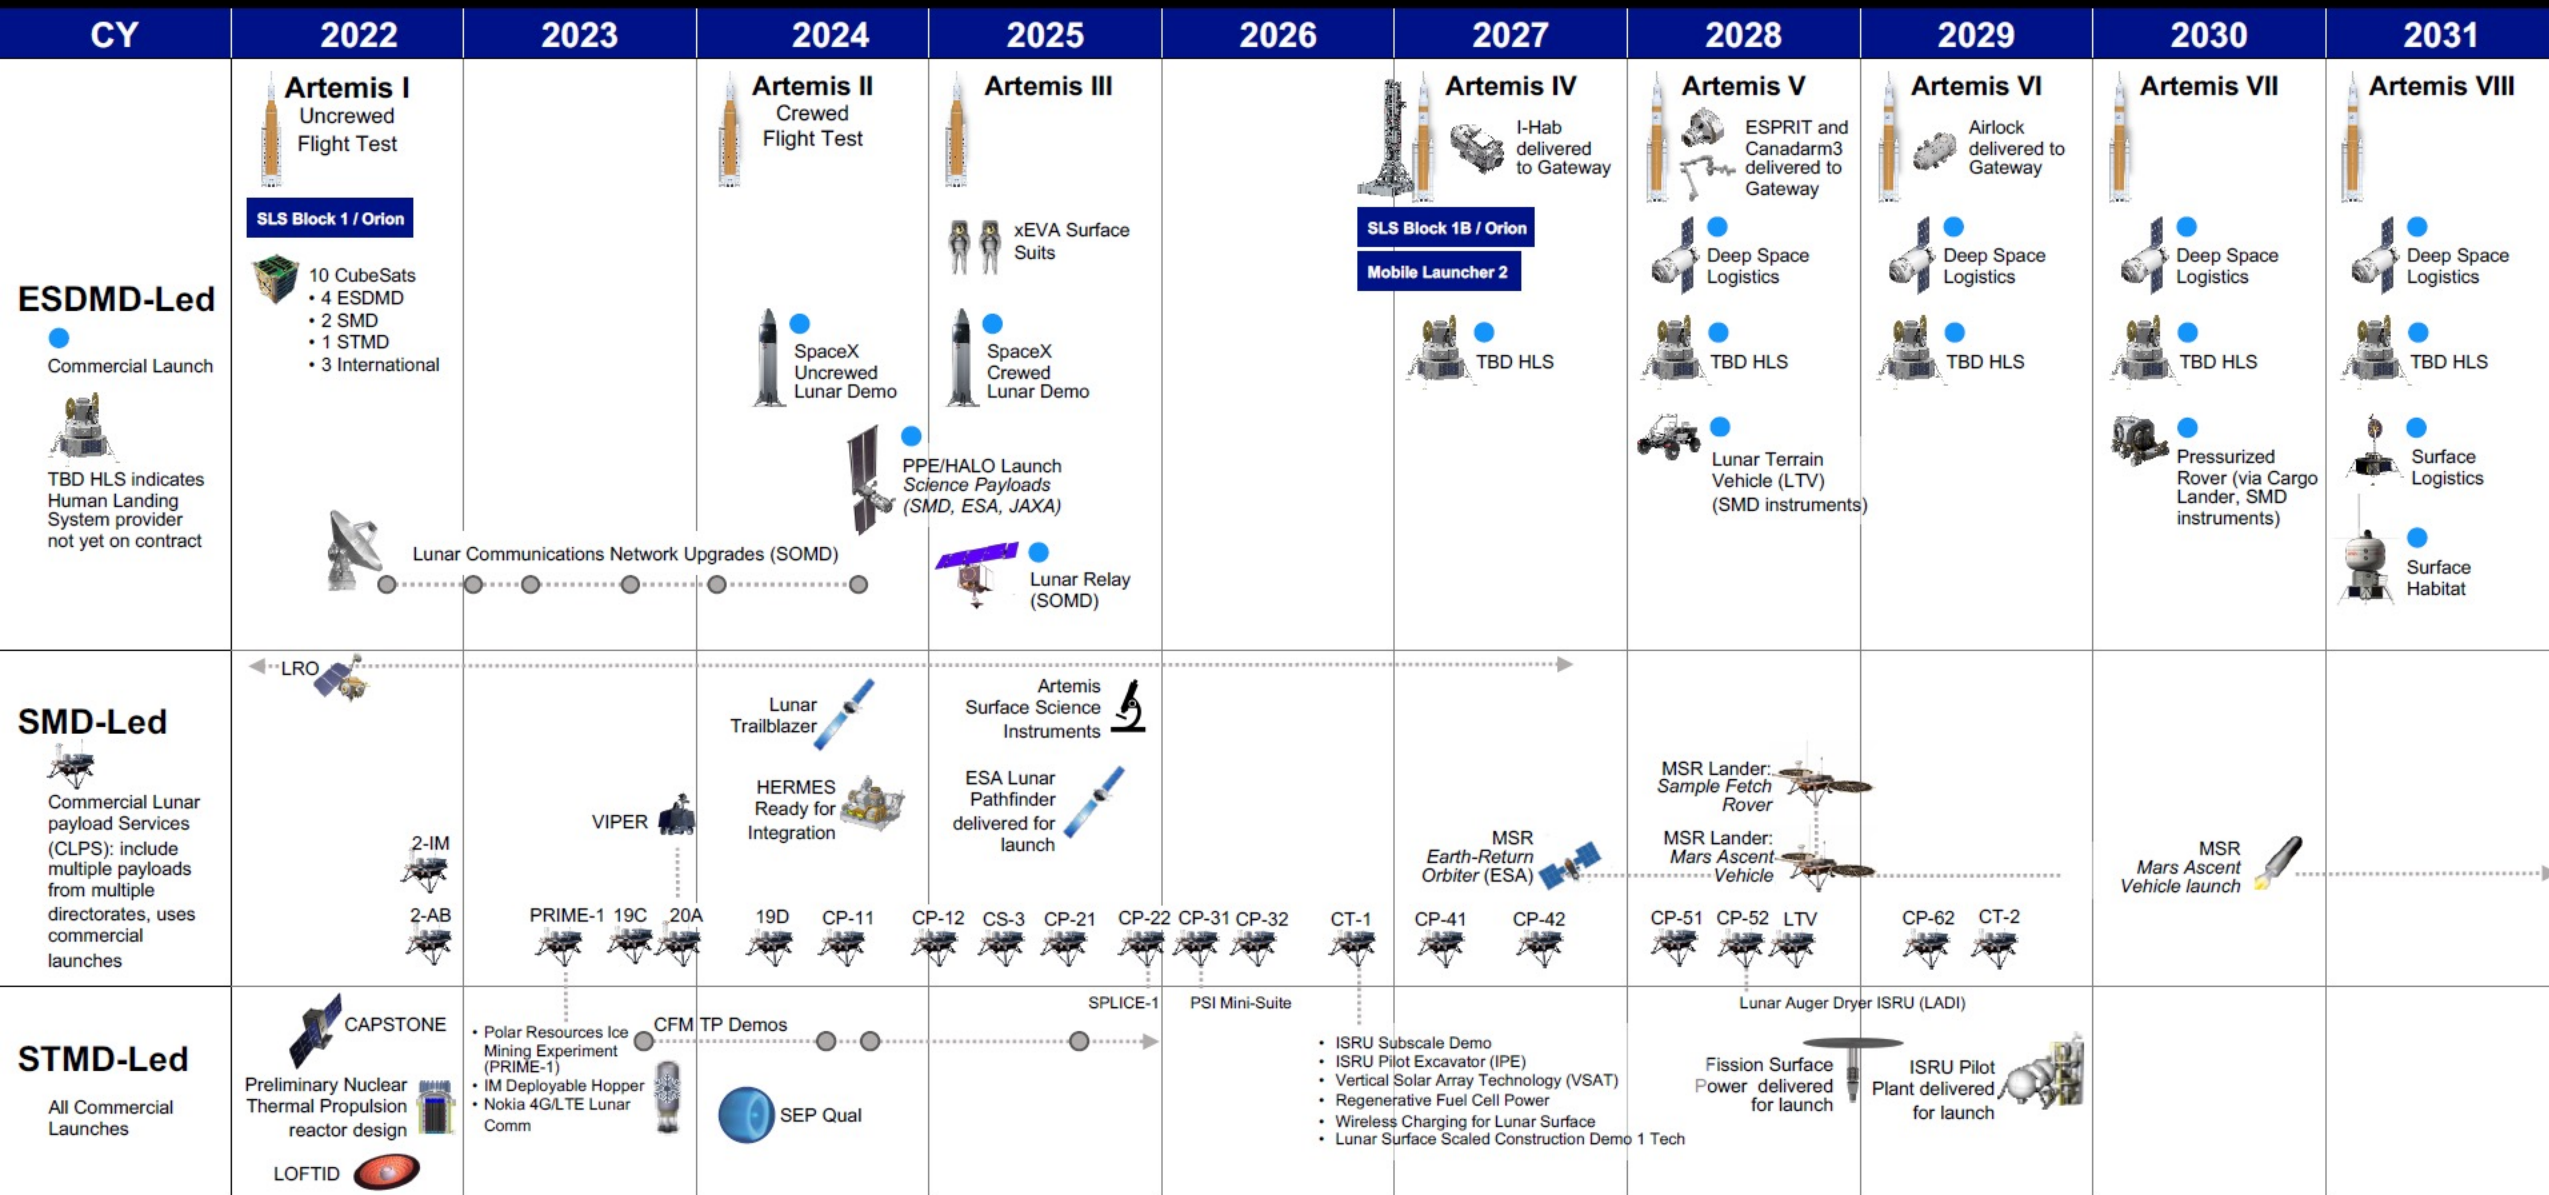 CY
2022
2023
2024
2025
2026
2027
2028
2029
2030
2031
ESDMD-Led
Commercial Launch
TBD HLS indicates
Human Landing
System provider
not yet on contract
Artemis I
Uncrewed
Flight Test
SLS Block 1 / Orion
10 CubeSats
• 4 ESDMD
• 2 SMD
• 1 STMD
• 3 International
Lunar Communications Network Upgrades (SOMD)
Artemis II
Crewed
Flight Test
SpaceX
Uncrewed
Lunar Demo
PPE/HALO Launch
Science Payloads
(SMD, ESA, JAXA)
Artemis III
xEVA Surface
Suits
SpaceX
Crewed
Lunar Demo
Lunar Relay
(SOMD)
Artemis IV
I-Hab
delivered
to Gateway
SLS Block 1B / Orion
Mobile Launcher 2
TBD HLS
Artemis V
ESPRIT and
Canadarm3
delivered to
Gateway
Deep Space
Logistics
TBD HLS
Lunar Terrain
Vehicle (LTV)
(SMD instruments)
Artemis VI
Airlock
delivered to
Gateway
Deep Space
Logistics
TBD HLS
Artemis VII
Deep Space
Logistics
TBD HLS
Pressurized
Rover (via Cargo
Lander, SMD
instruments)
Artemis VIII
Deep Space
Logistics
TBD HLS
Surface
Logistics
Surface
Habitat
SMD-Led
Commercial Lunar
payload Services
(CLPS): include
multiple payloads
from multiple
directorates, uses
commercial
launches
LRO
2-IM
2-AB
VIPER
PRIME-1
19C
20A
Lunar
Trailblazer
HERMES
Ready for
Integration
19D
CP-11
Artemis
Surface Science
Instruments
ESA Lunar
Pathfinder
delivered for
launch
CP-12
CS-3
CP-21
CP-22
CP-31
CP-32
CT-1
MSR
Earth-Return
Orbiter (ESA)
CP-41
CP-42
MSR Lander:
Sample Fetch
Rover
MSR Lander:
Mars Ascent
Vehicle
CP-51
CP-52
LTV
CP-62
CT-2
MSR
Mars Ascent
Vehicle launch
STMD-Led
All Commercial
Launches
CAPSTONE
Preliminary Nuclear
Thermal Propulsion
reactor design
LOFTID
• Polar Resources Ice
Mining Experiment
(PRIME-1)
• IM Deployable Hopper
• Nokia 4G/LTE Lunar
Comm
CFM TP Demos
SEP Qual
SPLICE-1
PSI Mini-Suite
• ISRU Subscale Demo
• ISRU Pilot Excavator (IPE)
• Vertical Solar Array Technology (VSAT)
• Regenerative Fuel Cell Power
• Wireless Charging for Lunar Surface
• Lunar Surface Scaled Construction Demo 1 Tech
Lunar Auger Dryer ISRU (LADI)
Fission Surface
Power delivered
for launch
ISRU Pilot
Plant delivered
for launch